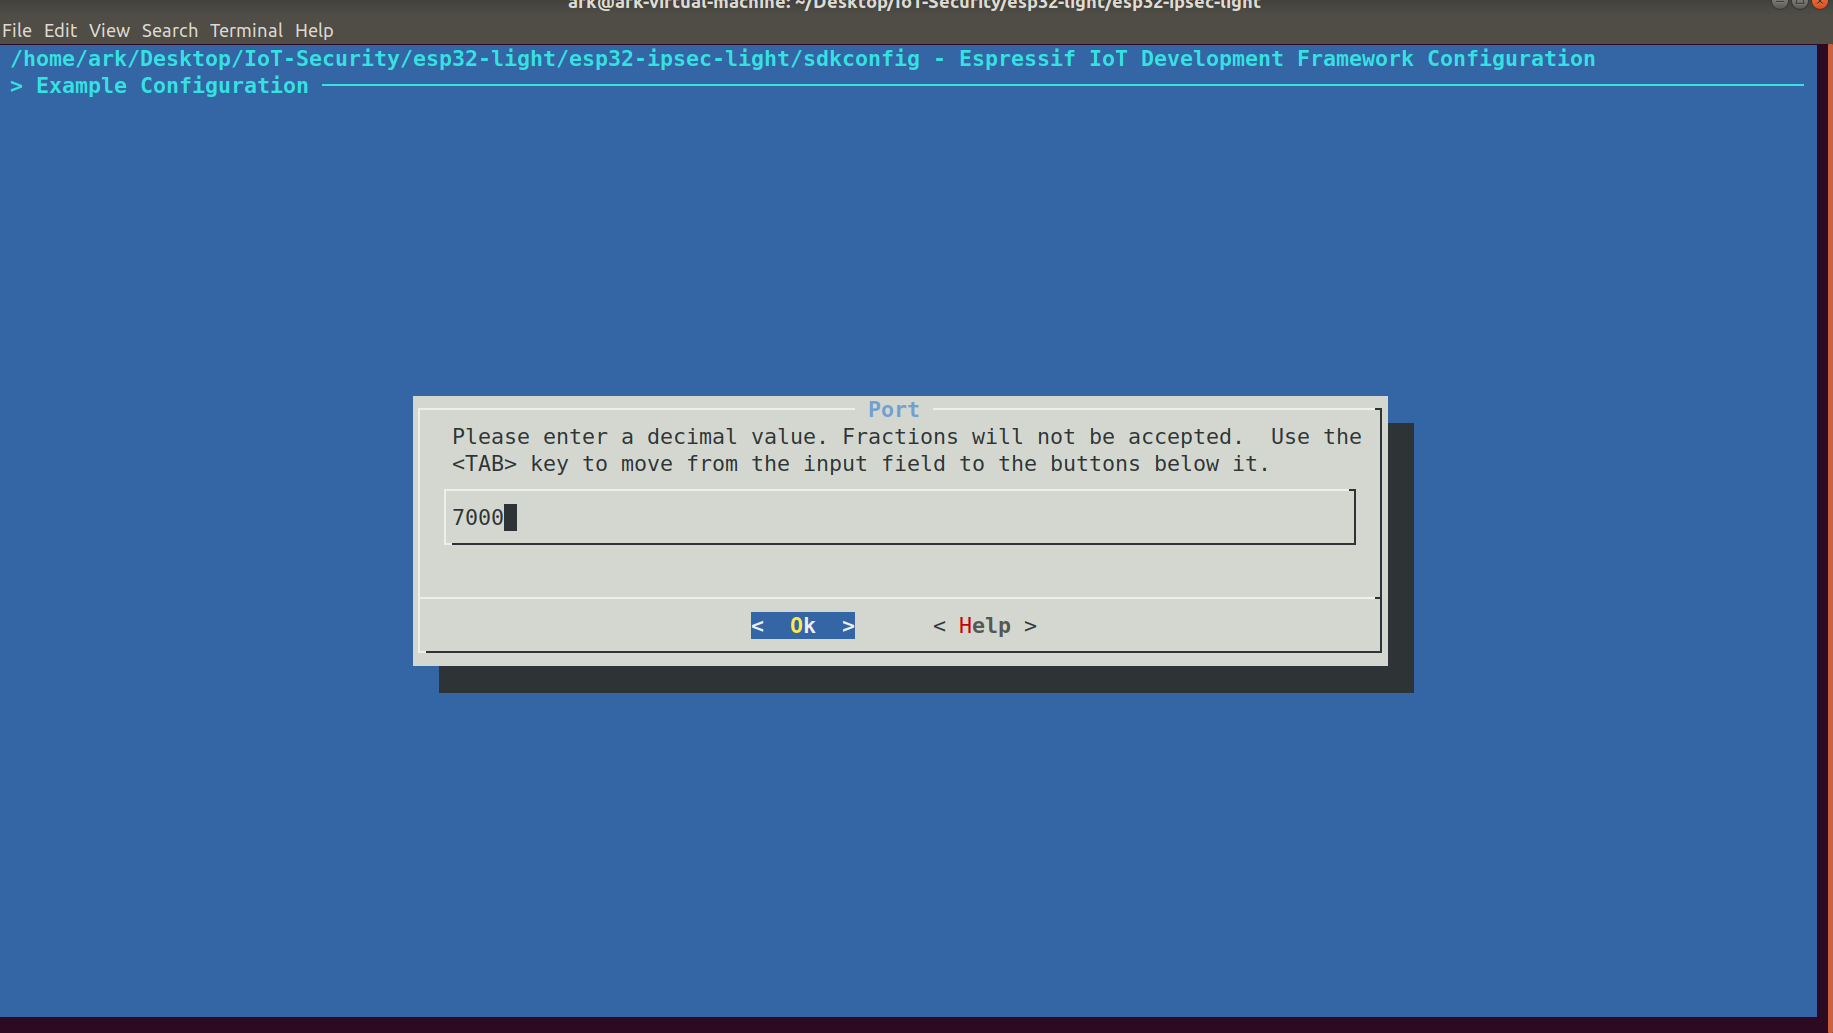 ark@ark-virtual-machine: ~/Desktop/IoT-Security/esp32-light/esp32-ipsec-light
File Edit View Search Terminal Help
/home/ark/Desktop/IoT-Security/esp32-light/esp32-ipsec-light/sdkconfig - Espressif IoT Development Framework Configuration
> Example Configuration
Port
Please enter a decimal value. Fractions will not be accepted.  Use the
<TAB> key to move from the input field to the buttons below it.
7000
<  Ok  > < Help >